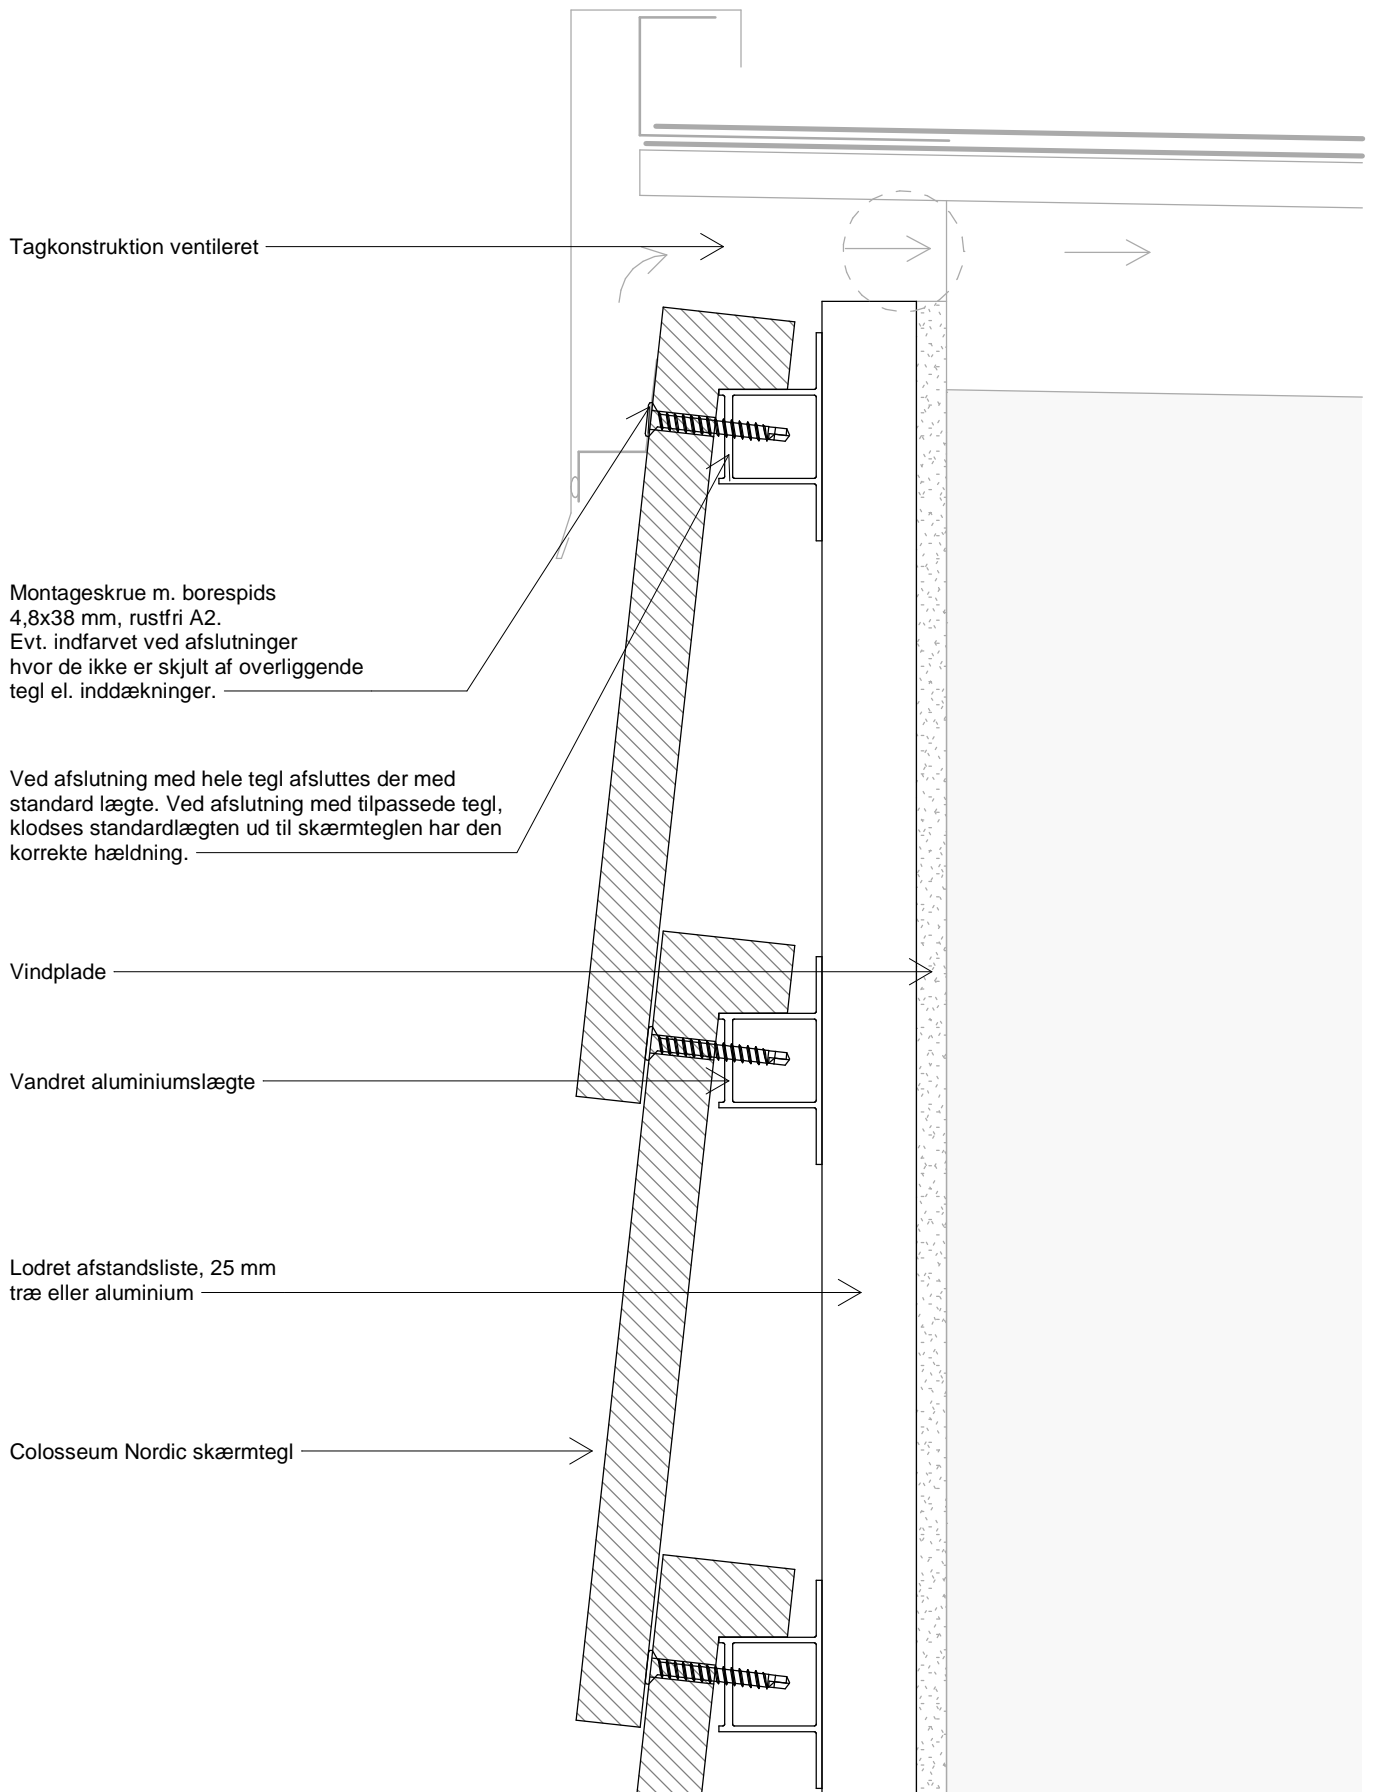 Tagkonstruktion ventileret
Montageskrue m. borespids
4,8x38 mm, rustfri A2.
Evt. indfarvet ved afslutninger
hvor de ikke er skjult af overliggende
tegl el. inddækninger.
Ved afslutning med hele tegl afsluttes der med
standard lægte. Ved afslutning med tilpassede tegl,
klodses standardlægten ud til skærmteglen har den
korrekte hældning.
Vindplade
Vandret aluminiumslægte
Lodret afstandsliste, 25 mm
træ eller aluminium
Colosseum Nordic skærmtegl